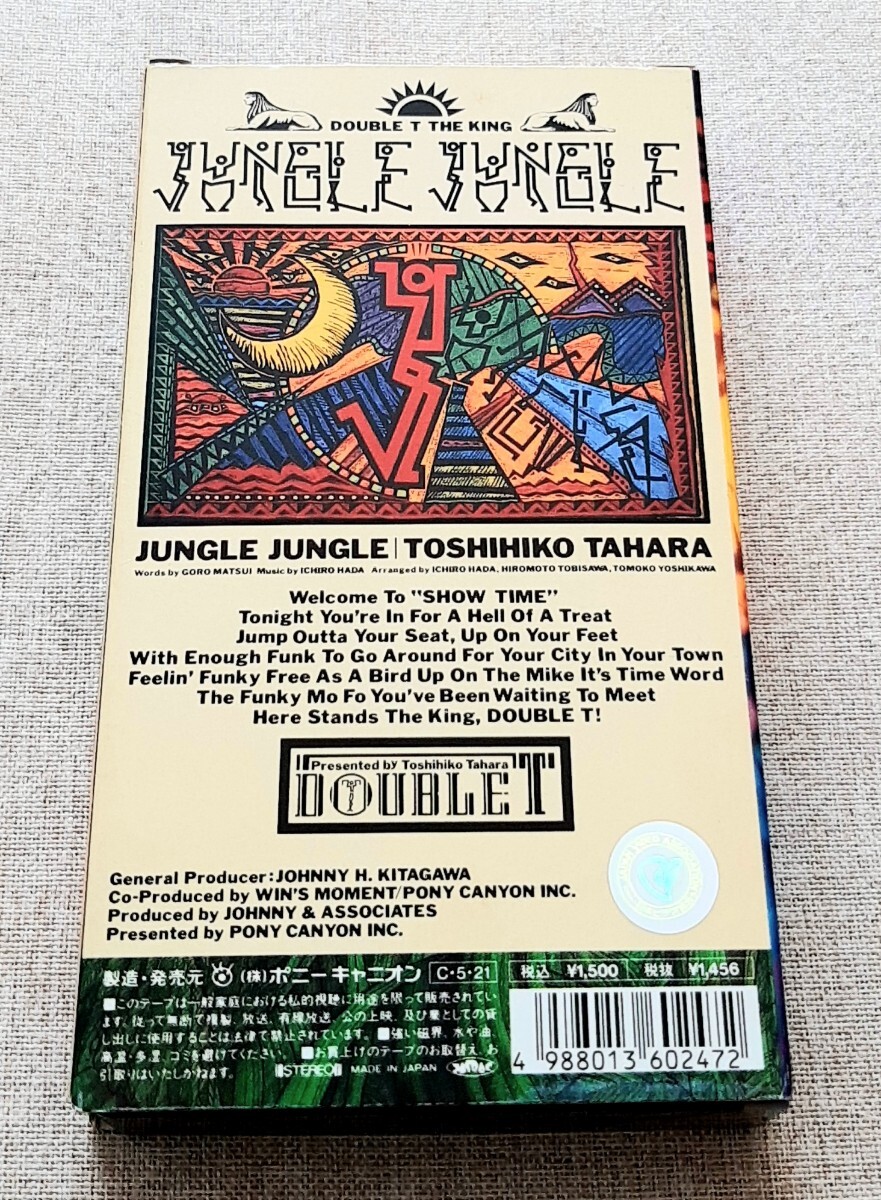 DOUBLE T THE KING
JUNGLE JUNGLE
JUNGLE JUNGLE | TOSHIHIKO TAHARA
Words by GORO MATSUI Music by ICHIRO HADA Arranged by ICHIRO HADA, HIROMOTO TOBISAWA, TOMOKO YOSHIKAWA
Welcome To "SHOW TIME"
Tonight You're In For A Hell Of A Treat
Jump Outta Your Seat, Up On Your Feet
With Enough Funk To Go Around For Your City In Your Town
Feelin' Funky Free As A Bird Up On The Mike It's Time Word
The Funky Mo Fo You've Been Waiting To Meet
Here Stands The King, DOUBLE T!
Presented by Toshihiko Tahara
DOUBLE T
General Producer: JOHNNY H. KITAGAWA
Co-Produced by WIN'S MOMENT/PONY CANYON INC.
Produced by JOHNNY & ASSOCIATES
Presented by PONY CANYON INC.
製造・発売元 (株)ポニーキャニオン C・5・21 税込 ¥1,500 税抜 ¥1,456
■このテープは一般家庭における私的視聴に用途を限って販売されてい
ます。従って無断で複製、放送、有線放送、公の上映、及び業としての貸
し出しに使用することは法律で禁止されています。 ■強い磁界、水や油、
高温・多湿、ゴミを避けてください。 ■お買上げのテープのお取替え、お
引取りはいたしかねます。 STEREO MADE IN JAPAN
4 988013 602472